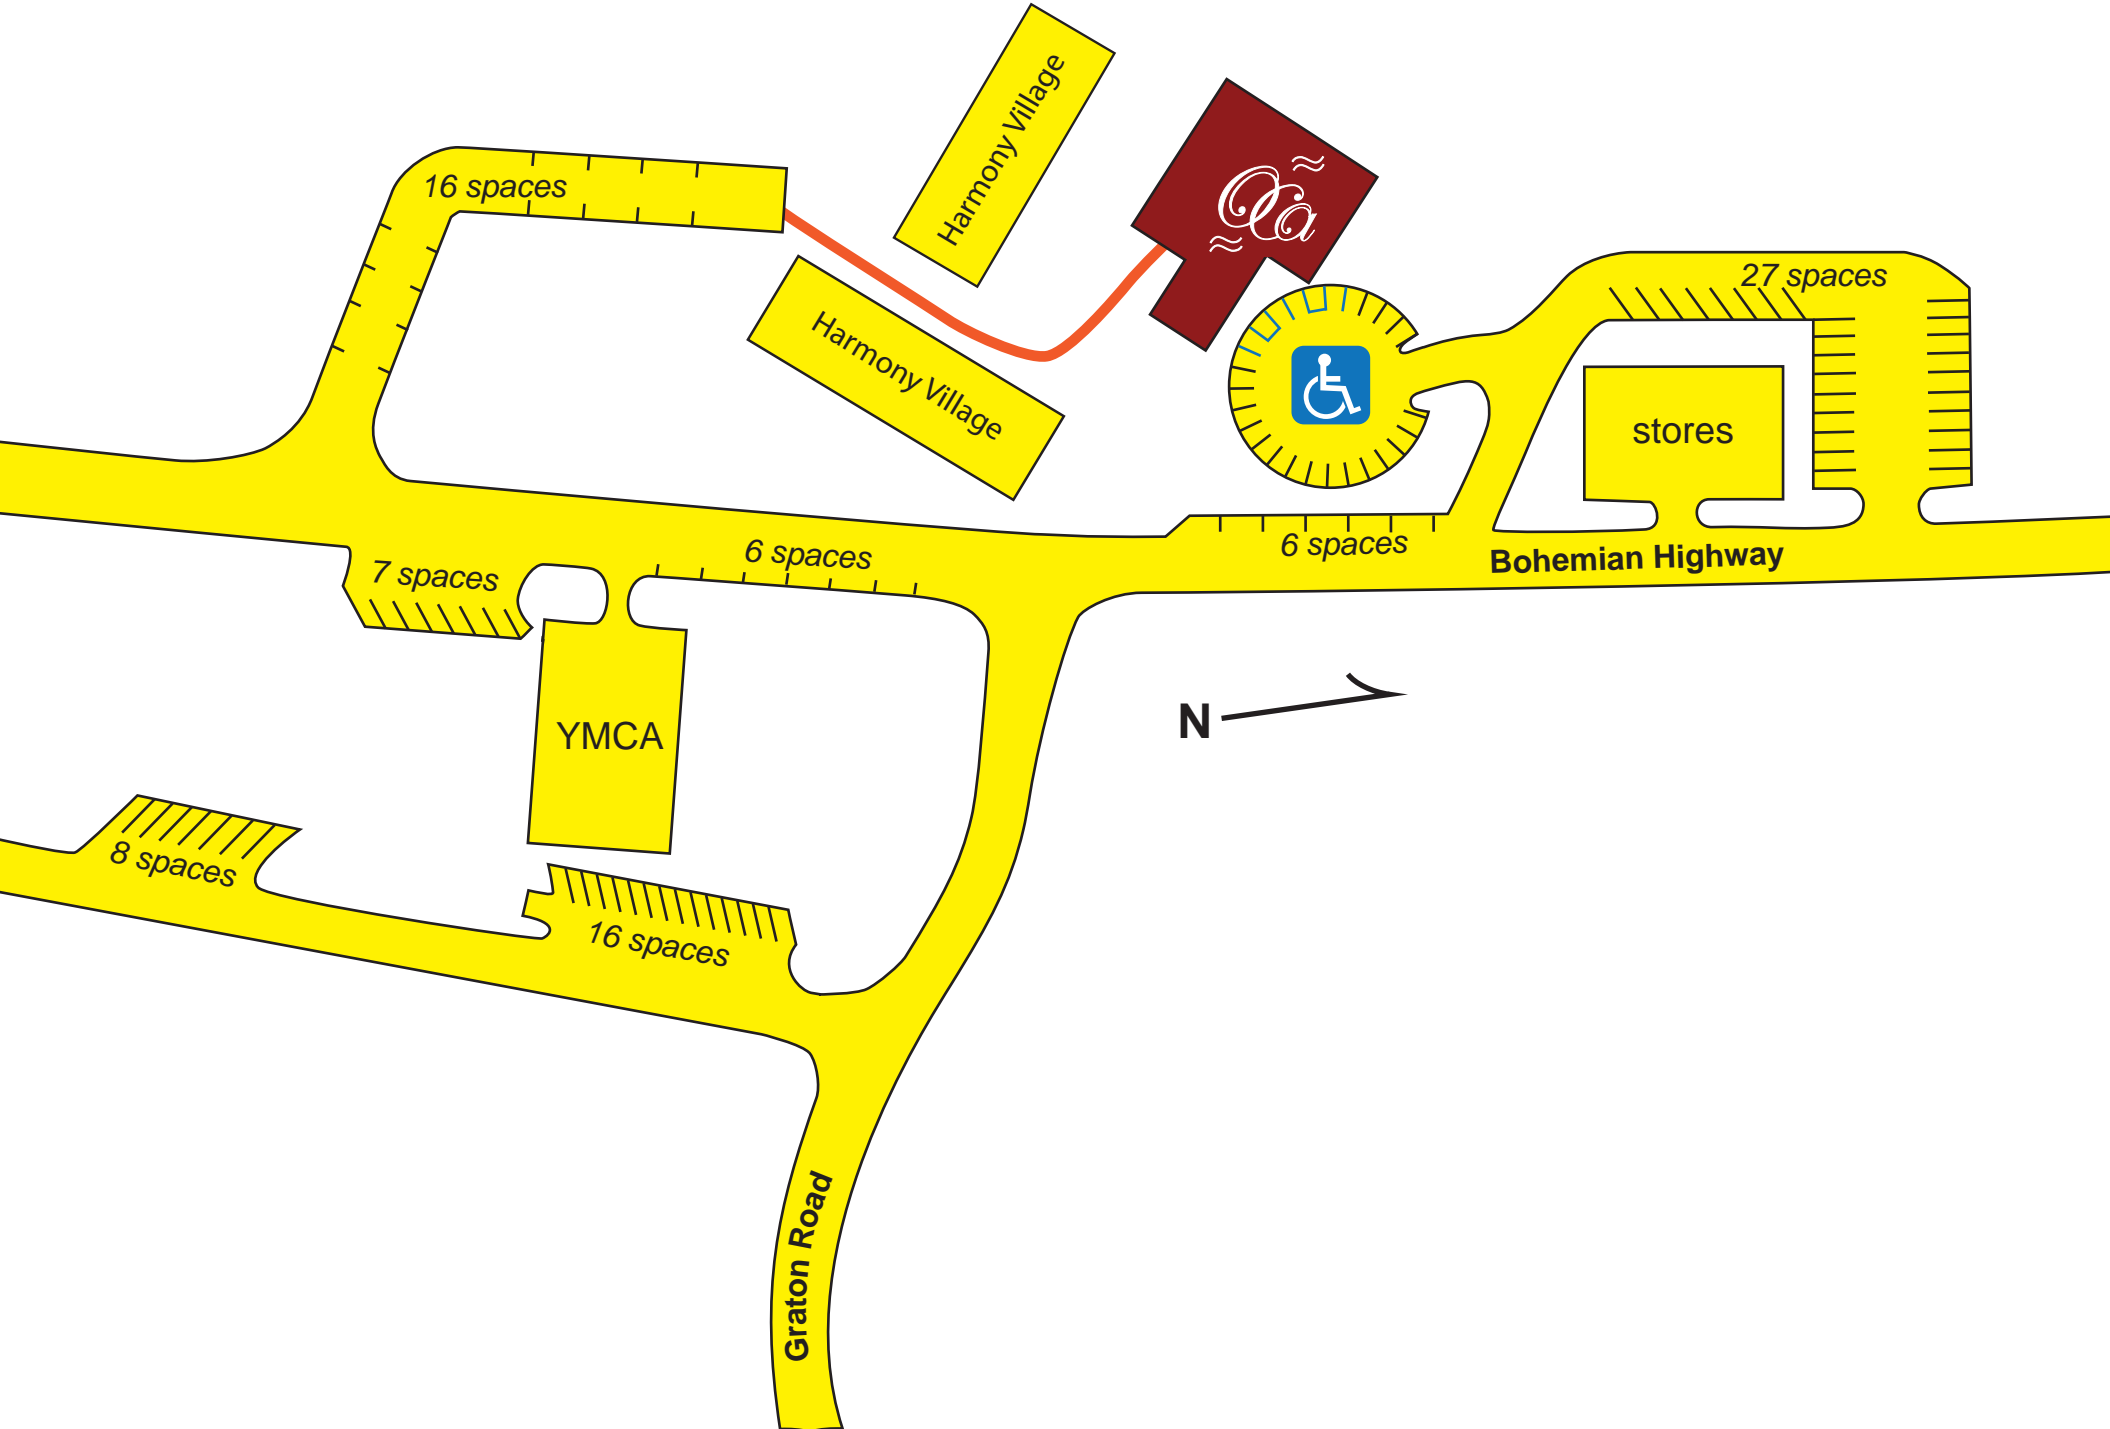 Harmony Village
16 spaces
Oca
27 spaces
Harmony Village
stores
6 spaces
6 spaces
Bohemian Highway
7 spaces
N
YMCA
8 spaces
16 spaces
Graton Road